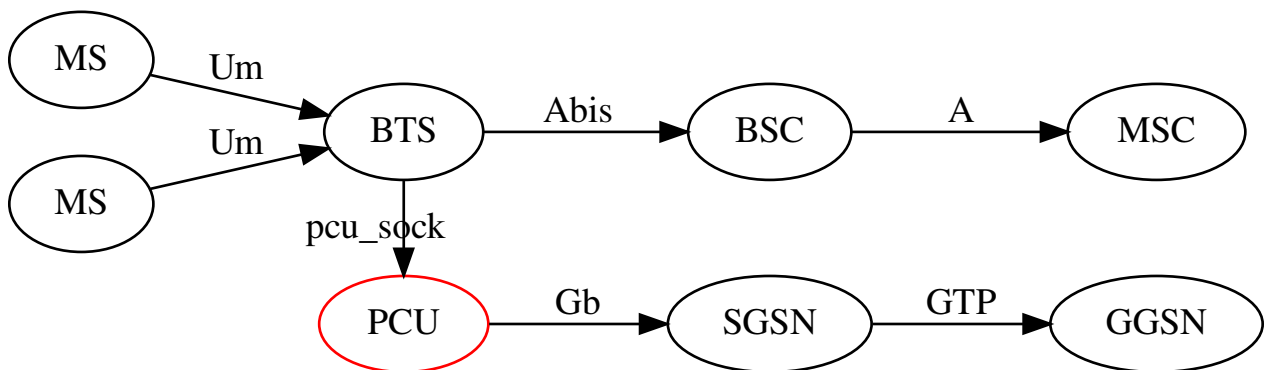 MS
Um
BTS
Abis
BSC
A
MSC
Um
MS
pcu_sock
PCU
Gb
SGSN
GTP
GGSN